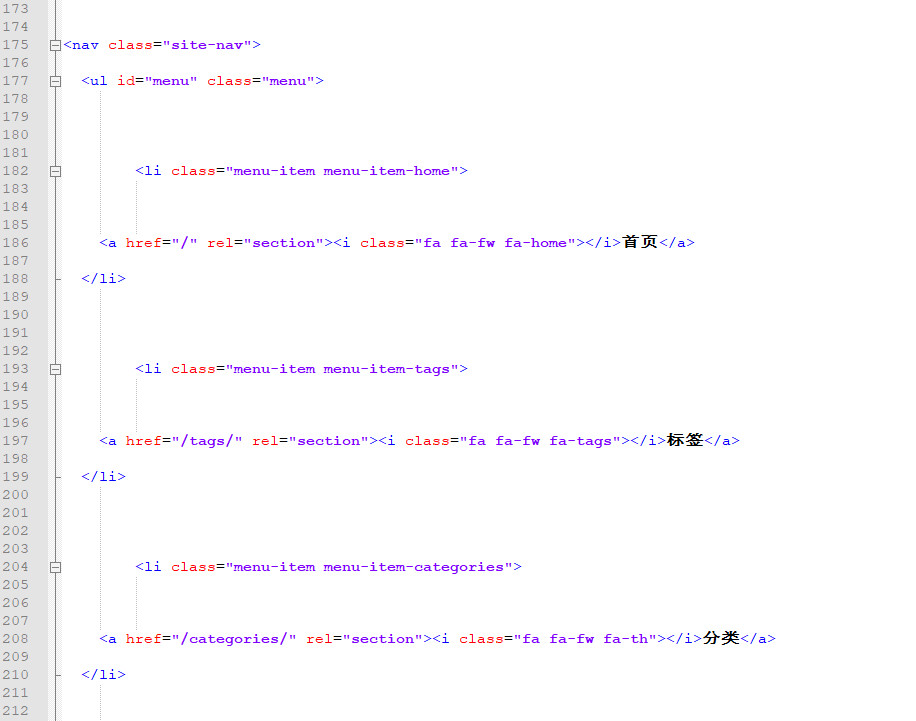 173
174
175 <nav class="site-nav">
176
177 <ul id="menu" class="menu">
178
179
180
181
182 <li class="menu-item menu-item-home">
183
184
185
186 <a href="/" rel="section"><i class="fa fa-fw fa-home"></i>首页</a>
187
188 </li>
189
190
191
192
193 <li class="menu-item menu-item-tags">
194
195
196
197 <a href="/tags/" rel="section"><i class="fa fa-fw fa-tags"></i>标签</a>
198
199 </li>
200
201
202
203
204 <li class="menu-item menu-item-categories">
205
206
207
208 <a href="/categories/" rel="section"><i class="fa fa-fw fa-th"></i>分类</a>
209
210 </li>
211
212